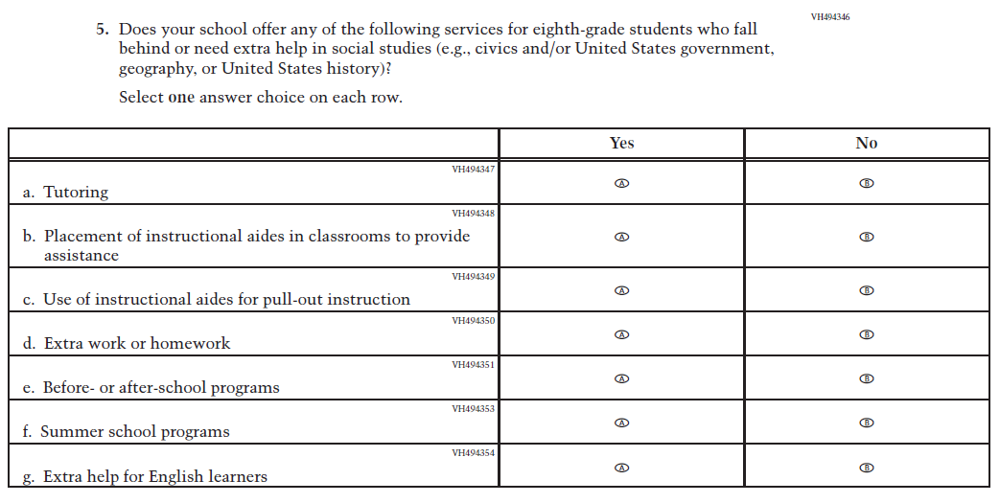 VH494346
5. Does your school offer any of the following services for eighth-grade students who fall
behind or need extra help in social studies (e.g., civics and/or United States government,
geography, or United States history)?
Select one answer choice on each row.
Yes No
VH494347
a. Tutoring A B
VH494348
b. Placement of instructional aides in classrooms to provide
assistance A B
VH494349
c. Use of instructional aides for pull-out instruction A B
VH494350
d. Extra work or homework A B
VH494351
e. Before- or after-school programs A B
VH494353
f. Summer school programs A B
VH494354
g. Extra help for English learners A B